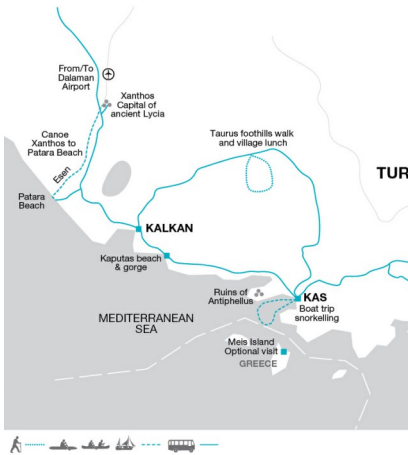 From/To
Dalaman
Airport
Xanthos
Capital of
ancient Lycia
Canoe
Xanthos to
Patara Beach
Esen
Patara
Beach
Taurus foothills walk
and village lunch
TUR
KALKAN
Kaputas beach
& gorge
Ruins of
Antiphellus
KAS
Boat trip
snorkelling
MEDITERRANEAN
SEA
Meis Island
Optional visit
GREECE